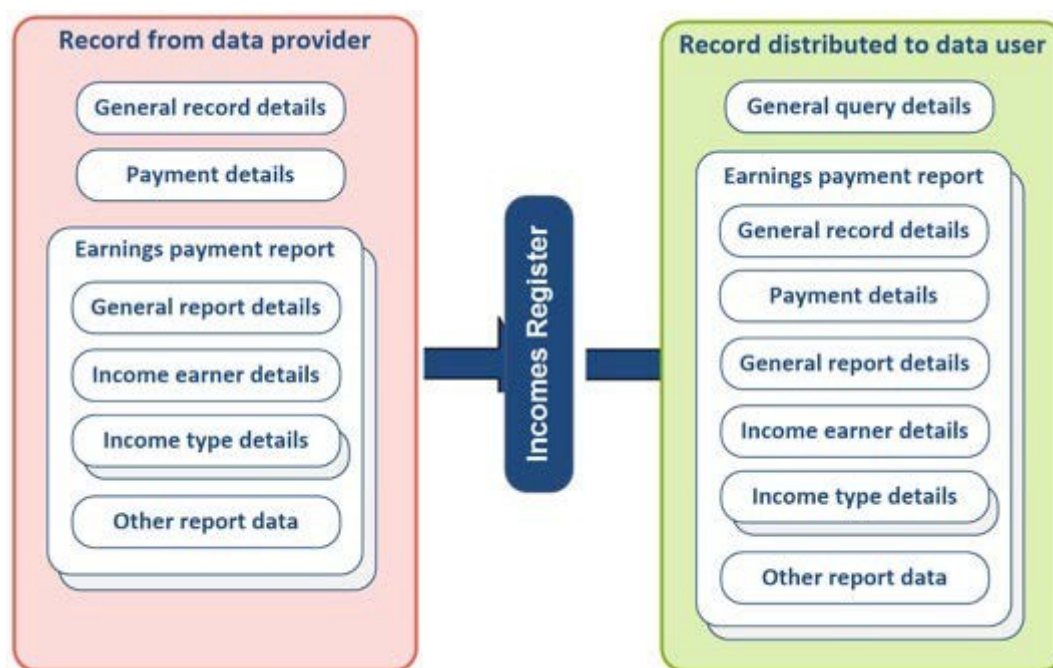 Record from data provider
General record details
Payment details
Earnings payment report
General report details
Income earner details
Income type details
Other report data
Incomes Register
Record distributed to data user
General query details
Earnings payment report
General record details
Payment details
General report details
Income earner details
Income type details
Other report data